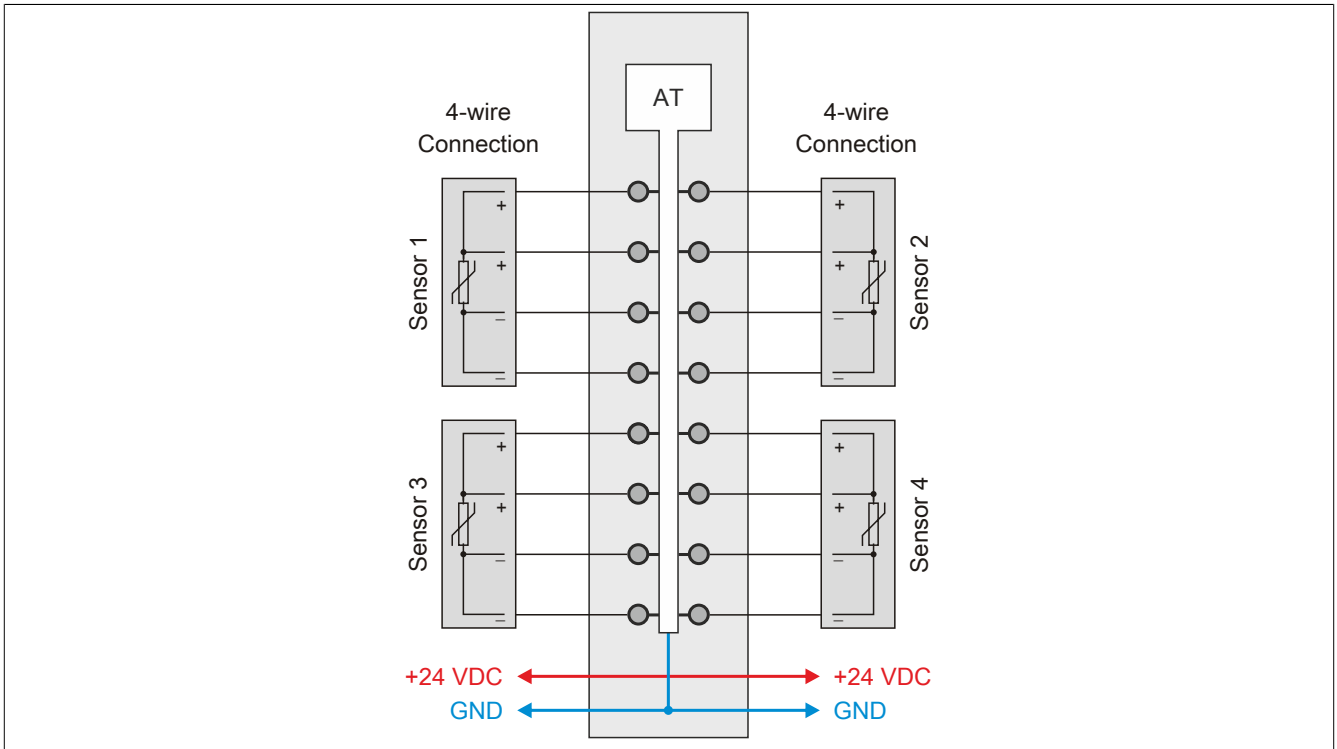 AT
4-wire
Connection
4-wire
Connection
Sensor 1
+
+
–
–
Sensor 2
+
+
–
–
Sensor 3
+
+
–
–
Sensor 4
+
+
–
–
+24 VDC
+24 VDC
GND
GND